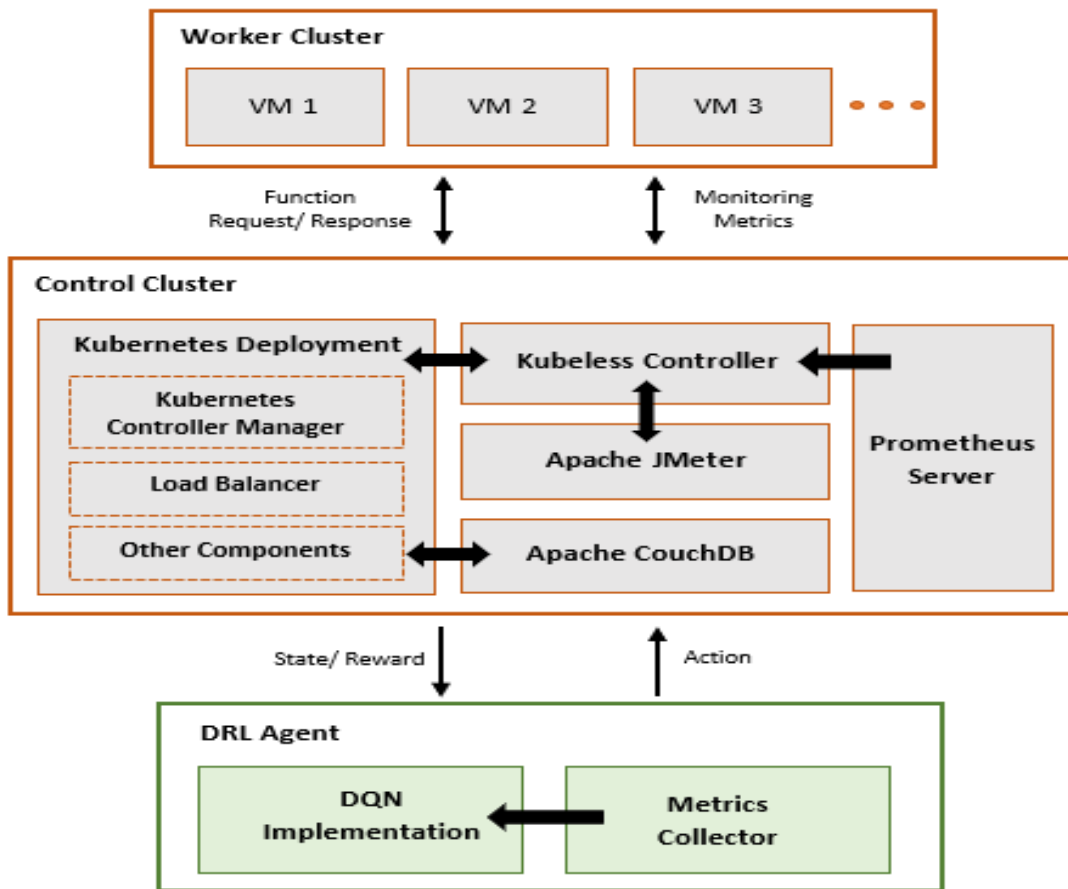 Worker Cluster
VM 1
VM 2
VM 3
Function
Request/ Response
Monitoring
Metrics
Control Cluster
Kubernetes Deployment
Kubernetes
Controller Manager
Load Balancer
Other Components
Kubeless Controller
Apache JMeter
Apache CouchDB
Prometheus
Server
State/ Reward
Action
DRL Agent
DQN
Implementation
Metrics
Collector